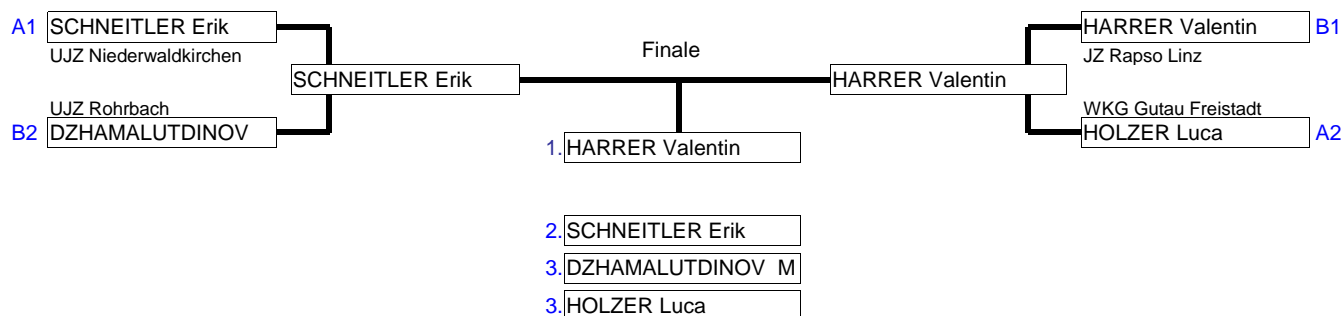 A1 SCHNEITLER Erik
UJZ Niederwaldkirchen
HARRER Valentin B1
JZ Rapso Linz
Finale
SCHNEITLER Erik
HARRER Valentin
UJZ Rohrbach
B2 DZHAMALUTDINOV
WKG Gutau Freistadt
HOLZER Luca A2
1. HARRER Valentin
2. SCHNEITLER Erik
3. DZHAMALUTDINOV M
3. HOLZER Luca